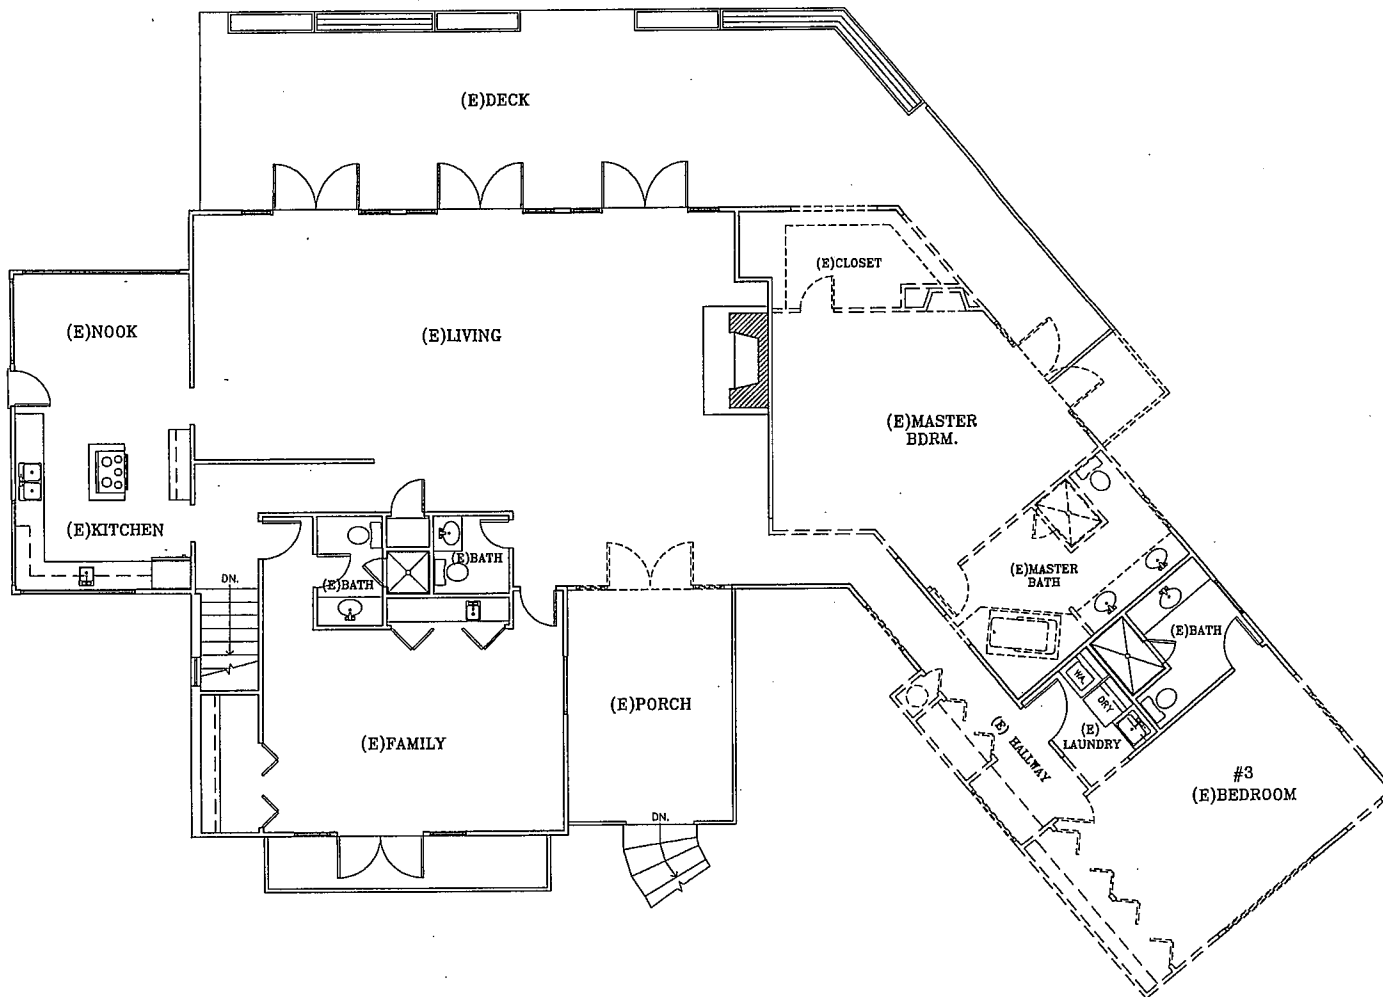 (E)DECK
(E)CLOSET
(E)NOOK
(E)LIVING
(E)MASTER
BDRM.
(E)KITCHEN
(E)BATH
(E)BATH
DN.
(E)MASTER
BATH
(E)BATH
WA.
DRY
(E)
LAUNDRY
(E) HALLWAY
(E)PORCH
(E)FAMILY
#3
(E)BEDROOM
DN.